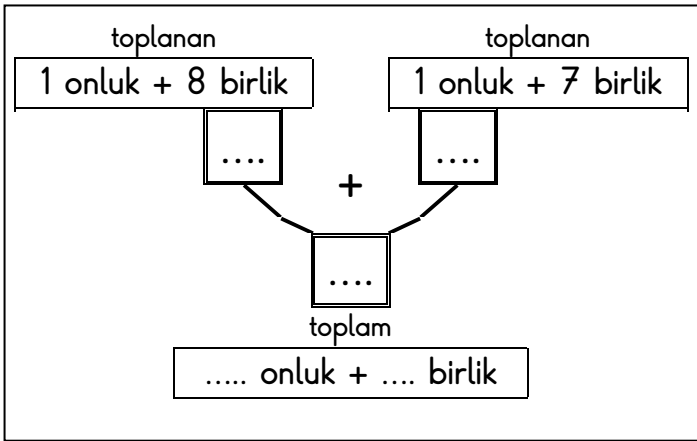 toplanan toplanan
1 onluk + 8 birlik 1 onluk + 7 birlik
.... ....
+
....
toplam
..... onluk + .... birlik